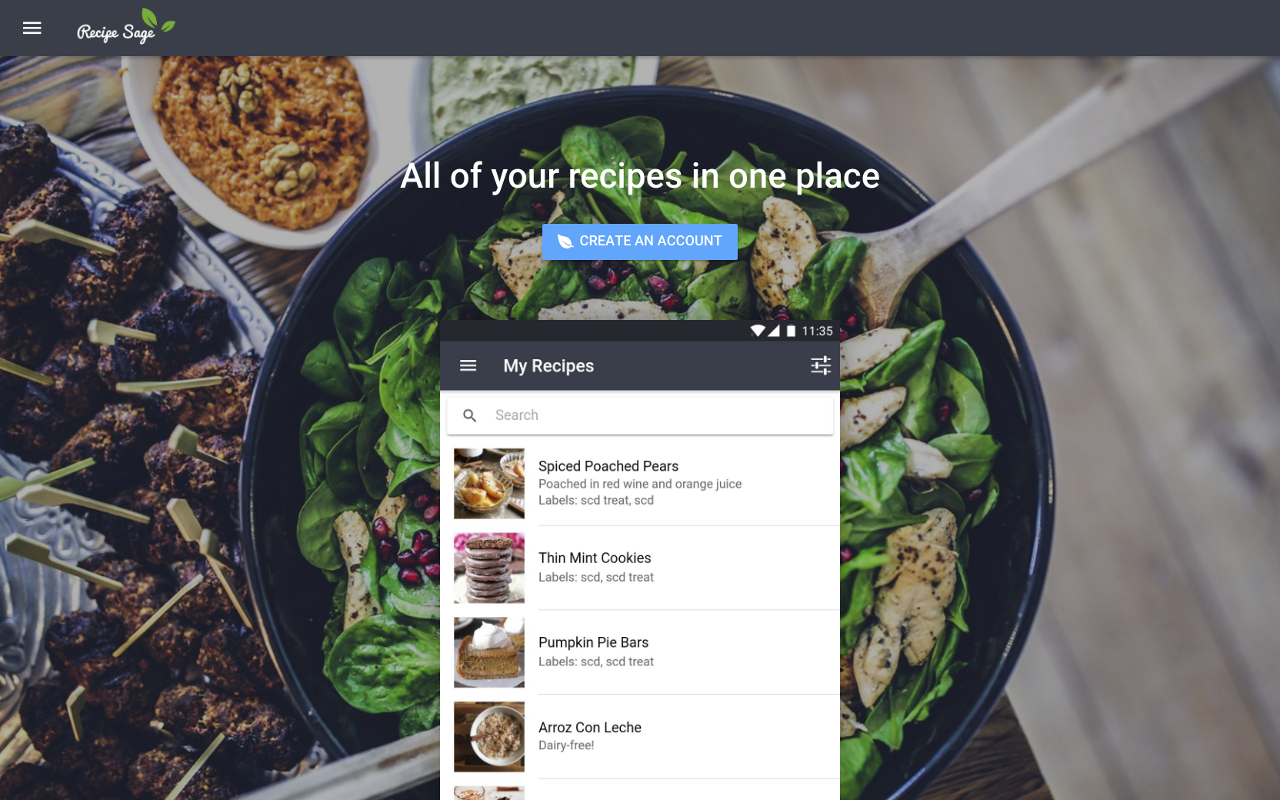 Recipe Sage
All of your recipes in one place
CREATE AN ACCOUNT
11:35
My Recipes
Search
Spiced Poached Pears
Poached in red wine and orange juice
Labels: scd treat, scd
Thin Mint Cookies
Labels: scd, scd treat
Pumpkin Pie Bars
Labels: scd, scd treat
Arroz Con Leche
Dairy-free!